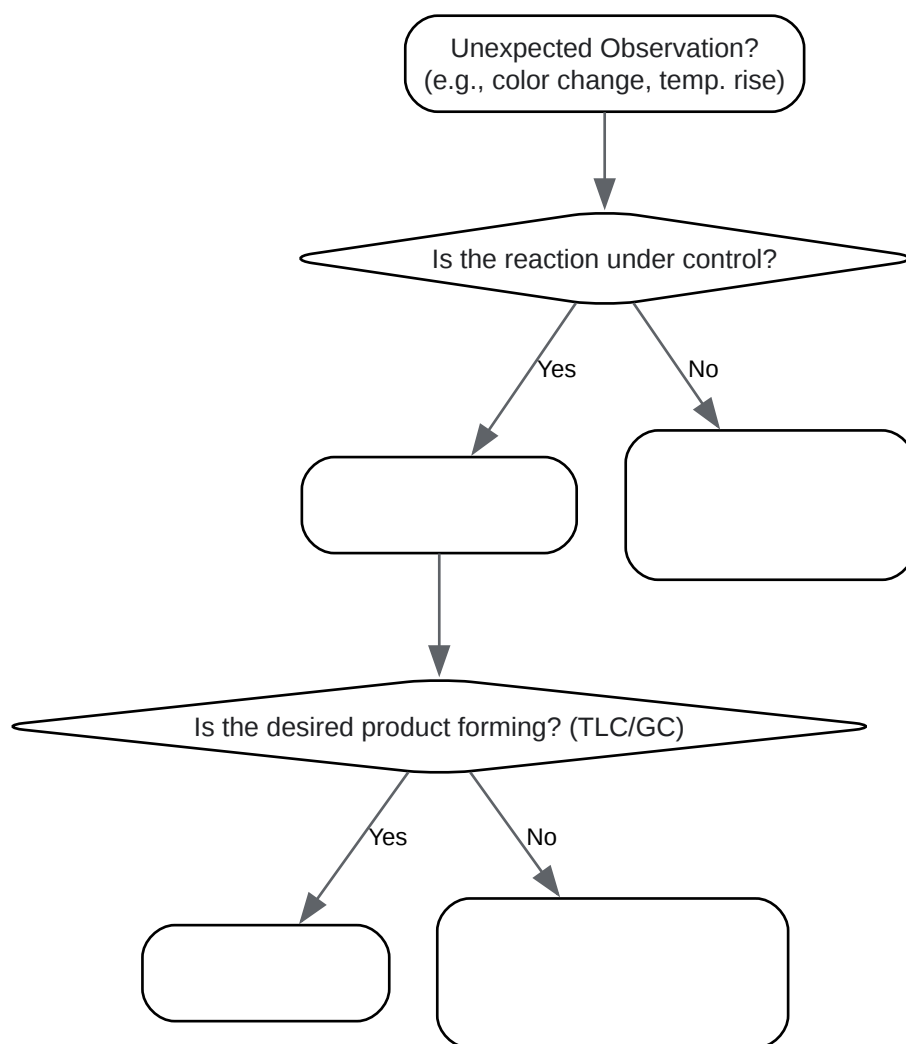 Unexpected Observation?
(e.g., color change, temp. rise)
Is the reaction under control?
Yes
No
Is the desired product forming? (TLC/GC)
Yes
No